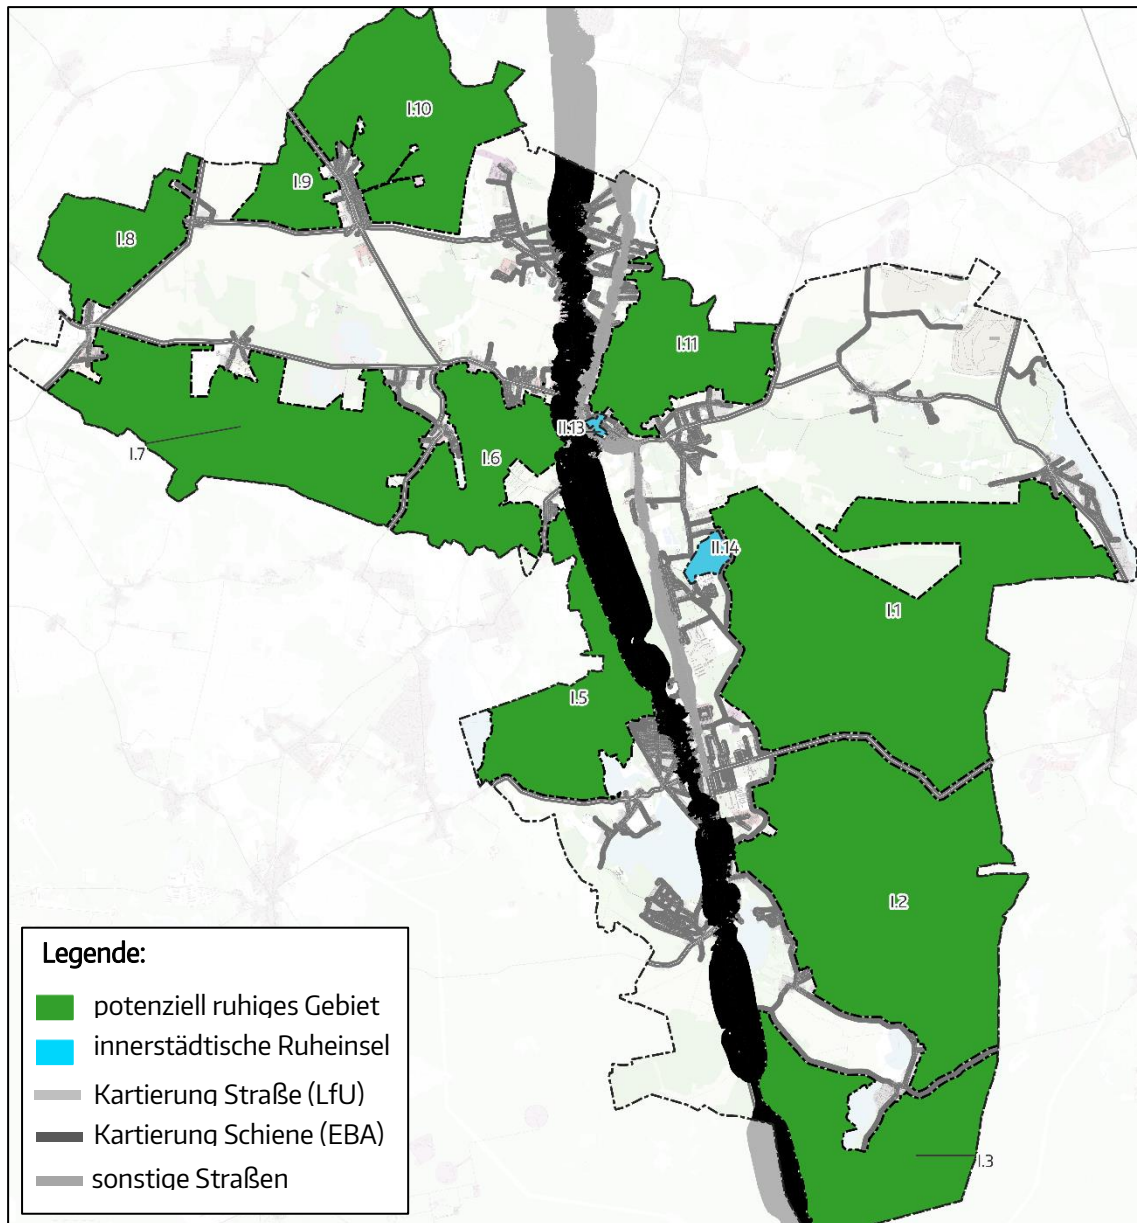 I.10
I.9
I.8
I.11
II.13
I.7
I.6
II.14
I.1
I.5
I.2
I.3
Legende:
potenziell ruhiges Gebiet
innerstädtische Ruheinsel
Kartierung Straße (LfU)
Kartierung Schiene (EBA)
sonstige Straßen